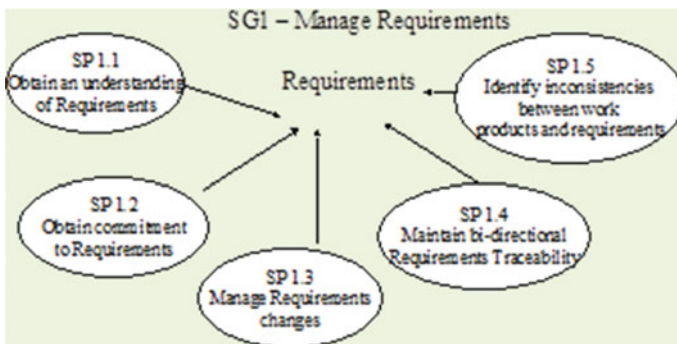 SG1 – Manage Requirements
SP 1.1
Obtain an understanding
of Requirements
Requirements
SP 1.5
Identify inconsistencies
between work
products and requirements
SP 1.2
Obtain commitment
to Requirements
SP 1.3
Manage Requirements
changes
SP 1.4
Maintain bi-directional
Requirements Traceability